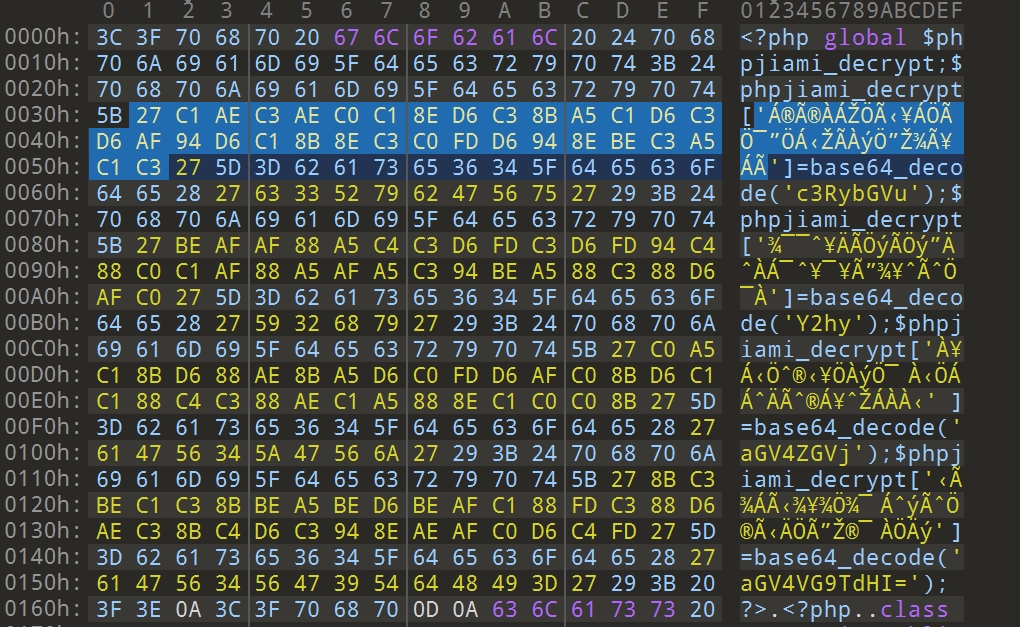 0 1 2 3 4 5 6 7 8 9 A B C D E F 0123456789ABCDEF
0000h: 3C 3F 70 68 70 20 67 6C 6F 62 61 6C 20 24 70 68 <?php global $ph
0010h: 70 6A 69 61 6D 69 5F 64 65 63 72 79 70 74 3B 24 pjiami_decrypt;$
0020h: 70 68 70 6A 69 61 6D 69 5F 64 65 63 72 79 70 74 phpjiami_decrypt
0030h: 5B 27 C1 AE C3 AE C0 C1 8E D6 C3 8B A5 C1 D6 C3 ['Á®Ã®ÀÁŽÖÃ‹¥ÁÖÃ
0040h: D6 AF 94 D6 C1 8B 8E C3 C0 FD D6 94 8E BE C3 A5 Ö¯”ÖÁ‹ŽÃÀýÖ”Ž¾Ã¥
0050h: C1 C3 27 5D 3D 62 61 73 65 36 34 5F 64 65 63 6F ÁÃ']=base64_deco
0060h: 64 65 28 27 63 33 52 79 62 47 56 75 27 29 3B 24 de('c3RybGVu');$
0070h: 70 68 70 6A 69 61 6D 69 5F 64 65 63 72 79 70 74 phpjiami_decrypt
0080h: 5B 27 BE AF AF 88 A5 C4 C3 D6 FD C3 D6 FD 94 C4 ['¾¯¯ˆ¥ÄÃÖýÃÖý”Ä
0090h: 88 C0 C1 AF 88 A5 AF A5 C3 94 BE A5 88 C3 88 D6 ˆÀÁ¯ˆ¥¯¥Ã”¾¥ˆÃˆÖ
00A0h: AF C0 27 5D 3D 62 61 73 65 36 34 5F 64 65 63 6F ¯À']=base64_deco
00B0h: 64 65 28 27 59 32 68 79 27 29 3B 24 70 68 70 6A de('Y2hy');$phpj
00C0h: 69 61 6D 69 5F 64 65 63 72 79 70 74 5B 27 C0 A5 iami_decrypt['À¥
00D0h: C1 8B D6 88 AE 8B A5 D6 C0 FD D6 AF C0 8B D6 C1 Á‹Öˆ®‹¥ÖÀýÖ¯À‹ÖÁ
00E0h: C1 88 C4 C3 88 AE C1 A5 88 8E C1 C0 C0 8B 27 5D ÁˆÄÃˆ®Á¥ˆŽÁÀÀ‹']
00F0h: 3D 62 61 73 65 36 34 5F 64 65 63 6F 64 65 28 27 =base64_decode('
0100h: 61 47 56 34 5A 47 56 6A 27 29 3B 24 70 68 70 6A aGV4ZGVj');$phpj
0110h: 69 61 6D 69 5F 64 65 63 72 79 70 74 5B 27 8B C3 iami_decrypt['‹Ã
0120h: BE C1 C3 8B BE A5 BE D6 BE AF C1 88 FD C3 88 D6 ¾ÁÃ‹¾¥¾Ö¾¯ÁˆýÃˆÖ
0130h: AE C3 8B C4 D6 C3 94 8E AE AF C0 D6 C4 FD 27 5D ®Ã‹ÄÖÃ”Ž®¯ÀÖÄý']
0140h: 3D 62 61 73 65 36 34 5F 64 65 63 6F 64 65 28 27 =base64_decode('
0150h: 61 47 56 34 56 47 39 54 64 48 49 3D 27 29 3B 20 aGV4VG9TdHI=');
0160h: 3F 3E 0A 3C 3F 70 68 70 0D 0A 63 6C 61 73 73 20 ?>.<?php..class